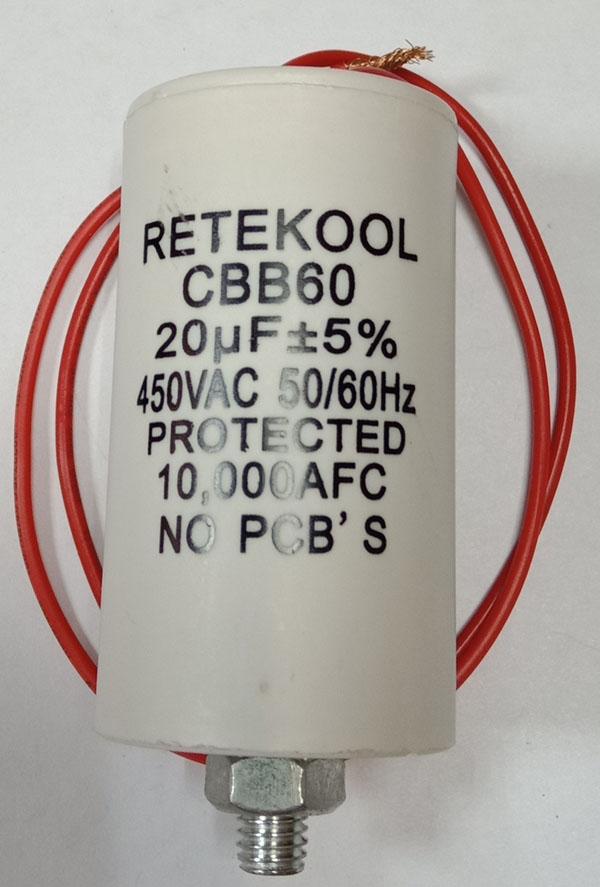 RETEKOOL
CBB60
20µF±5%
450VAC 50/60Hz
PROTECTED
10,000AFC
NO PCB'S